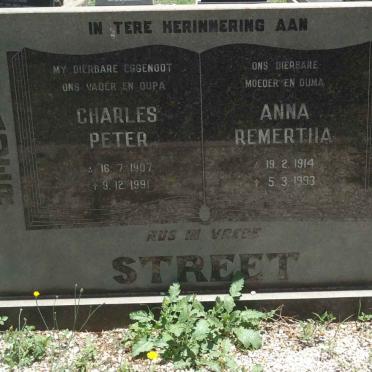 IN TERE HERINNERING AAN
MY DIERBARE EGGENOOT
ONS VADER EN OUPA
CHARLES
PETER
* 16.7.1907
† 9.12.1991
ONS DIERBARE
MOEDER EN OUMA
ANNA
REMERTHA
* 19.2.1914
† 5.3.1993
RUS IN VREDE
STREET